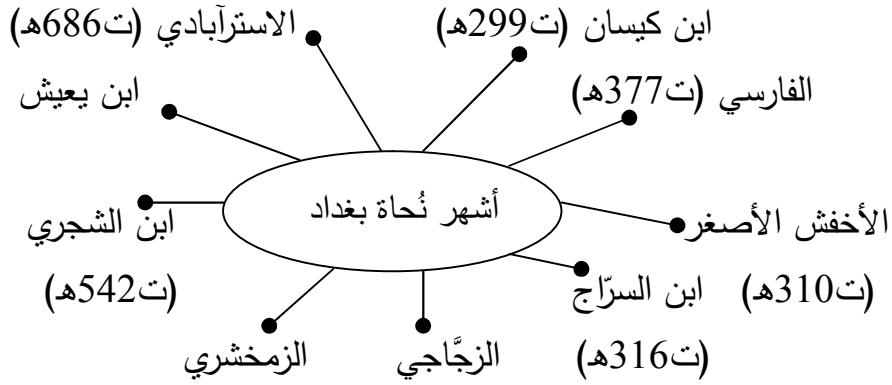 ابن كيسان (ت299هـ)
الاسترآبادي (ت686هـ)
الفارسي (ت377هـ)
ابن يعيش
أشهر نُحاة بغداد
الأخفش الأصغر
(ت310هـ)
ابن الشجري
(ت542هـ)
ابن السرّاج
(ت316هـ)
الزجَّاجي
الزمخشري